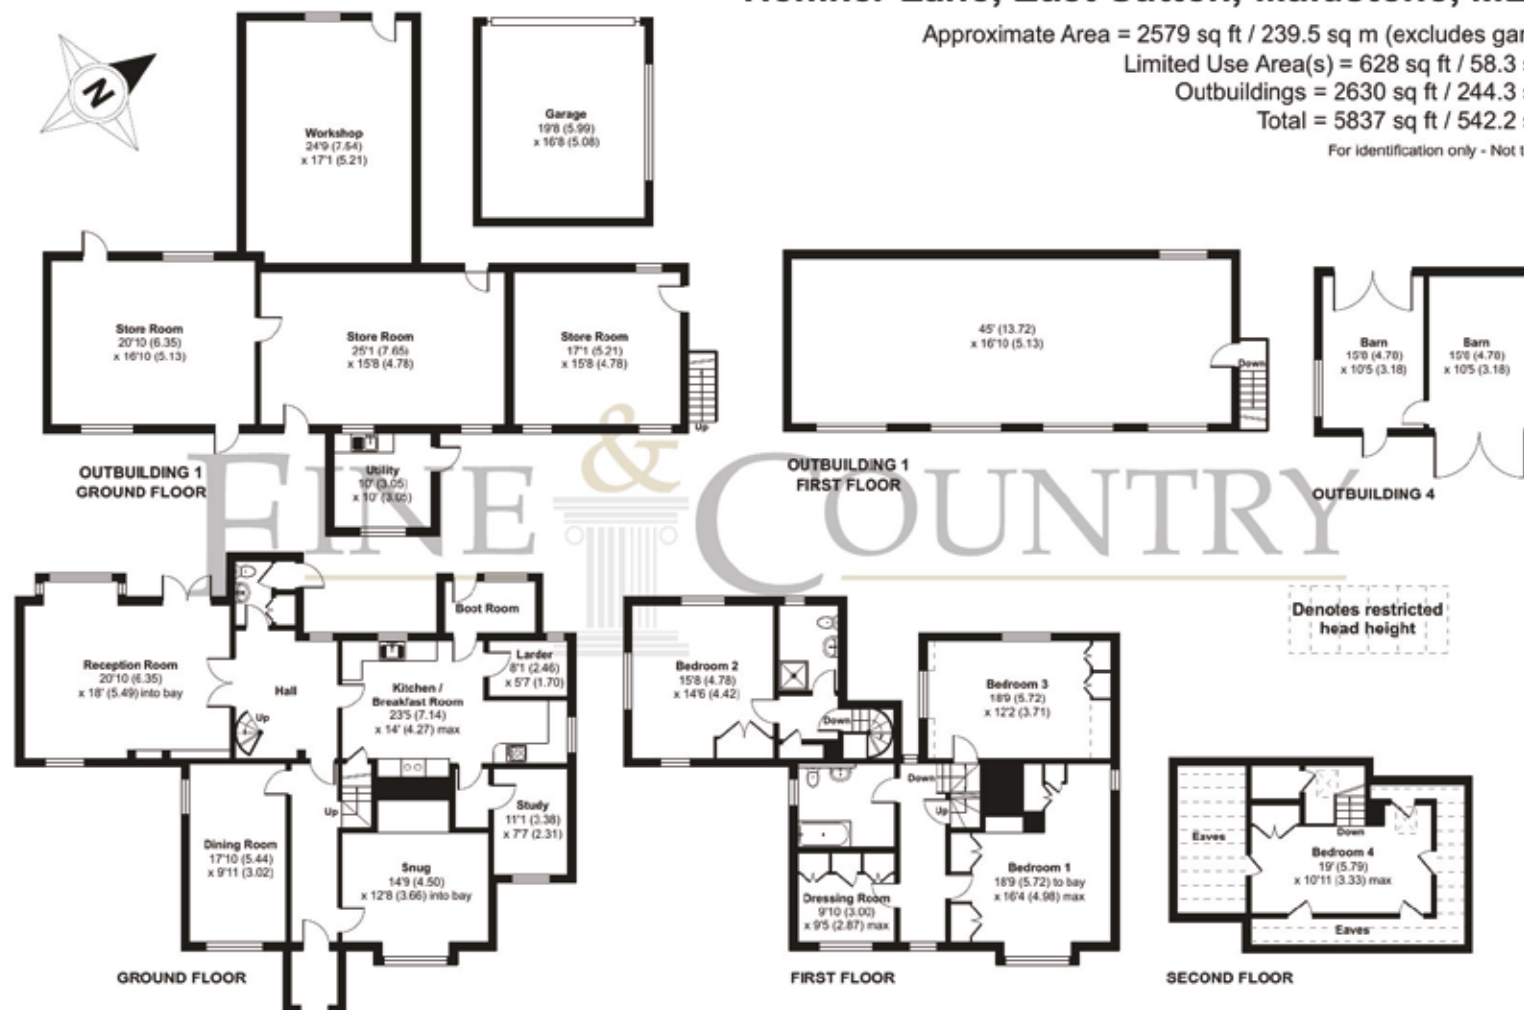 Approximate Area = 2579 sq ft / 239.5 sq m (excludes
Limited Use Area(s) = 628 sq ft / 58.3
Outbuildings = 2630 sq ft / 244.3
Total = 5837 sq ft / 542.2
For identification only - Not
N
Workshop
24'9 (7.54)
x 17'1 (5.21)
Garage
19'8 (5.99)
x 16'8 (5.08)
Store Room
20'10 (6.35)
x 16'10 (5.13)
Store Room
25'1 (7.65)
x 15'8 (4.78)
Store Room
17'1 (5.21)
x 15'8 (4.78)
Up
45' (13.72)
x 16'10 (5.13)
Down
Barn
15'8 (4.78)
x 10'5 (3.18)
Barn
15'8 (4.78)
x 10'5 (3.18)
OUTBUILDING 1
GROUND FLOOR
Utility
10' (3.05)
x 10' (3.05)
OUTBUILDING 1
FIRST FLOOR
OUTBUILDING 4
FINE & COUNTRY
Denotes restricted
head height
Boot Room
Reception Room
20'10 (6.35)
x 18' (5.49) into bay
Hall
Up
Kitchen /
Breakfast Room
23'5 (7.14)
x 14' (4.27) max
Larder
8'1 (2.46)
x 5'7 (1.70)
Up
Study
11'1 (3.38)
x 7'7 (2.31)
Dining Room
17'10 (5.44)
x 9'11 (3.02)
Snug
14'9 (4.50)
x 12'8 (3.66) into bay
GROUND FLOOR
Bedroom 2
15'8 (4.78)
x 14'6 (4.42)
Down
Bedroom 3
18'9 (5.72)
x 12'2 (3.71)
Down
Up
Bedroom 1
18'9 (5.72) to bay
x 16'4 (4.98) max
Dressing Room
9'10 (3.00)
x 9'5 (2.87) max
FIRST FLOOR
Eaves
Down
Bedroom 4
19' (5.79)
x 10'11 (3.33) max
Eaves
SECOND FLOOR